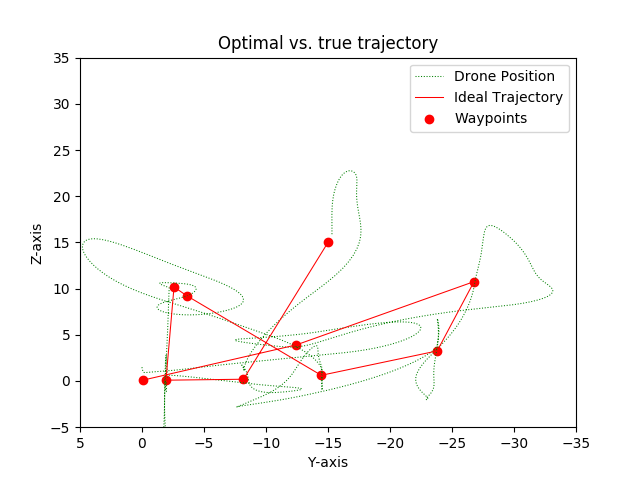 Optimal vs. true trajectory
Drone Position
Ideal Trajectory
Waypoints
35
30
25
20
15
10
5
0
−5
Z-axis
5 0 −5 −10 −15 −20 −25 −30 −35
Y-axis